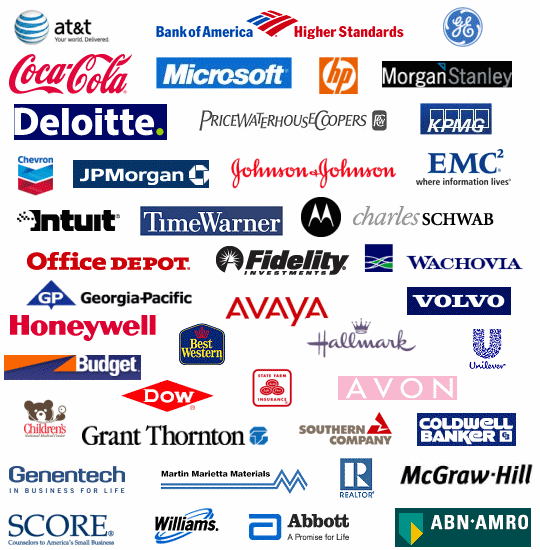 at&t
Your world. Delivered.
Bank of America Higher Standards
GE
Coca-Cola
Microsoft®
hp
MorganStanley
Deloitte.
PRICEWATERHOUSECOOPERS
KPMG
Chevron
JPMorgan
Johnson & Johnson
EMC²
where information lives®
INTUIT®
TimeWarner
charles SCHWAB
Office DEPOT.
Fidelity
INVESTMENTS®
WACHOVIA
GP Georgia-Pacific
AVAYA
VOLVO
Honeywell
Best
Western
Hallmark
Unilever
Budget®
DOW
STATE FARM
INSURANCE
AVON
Children's
Grant Thornton
SOUTHERN
COMPANY
COLDWELL
BANKER
Genentech
IN BUSINESS FOR LIFE
Martin Marietta Materials
R
REALTOR®
McGraw-Hill
SCORE®
Counselors to America's Small Business
Williams.
Abbott
A Promise for Life
ABN·AMRO